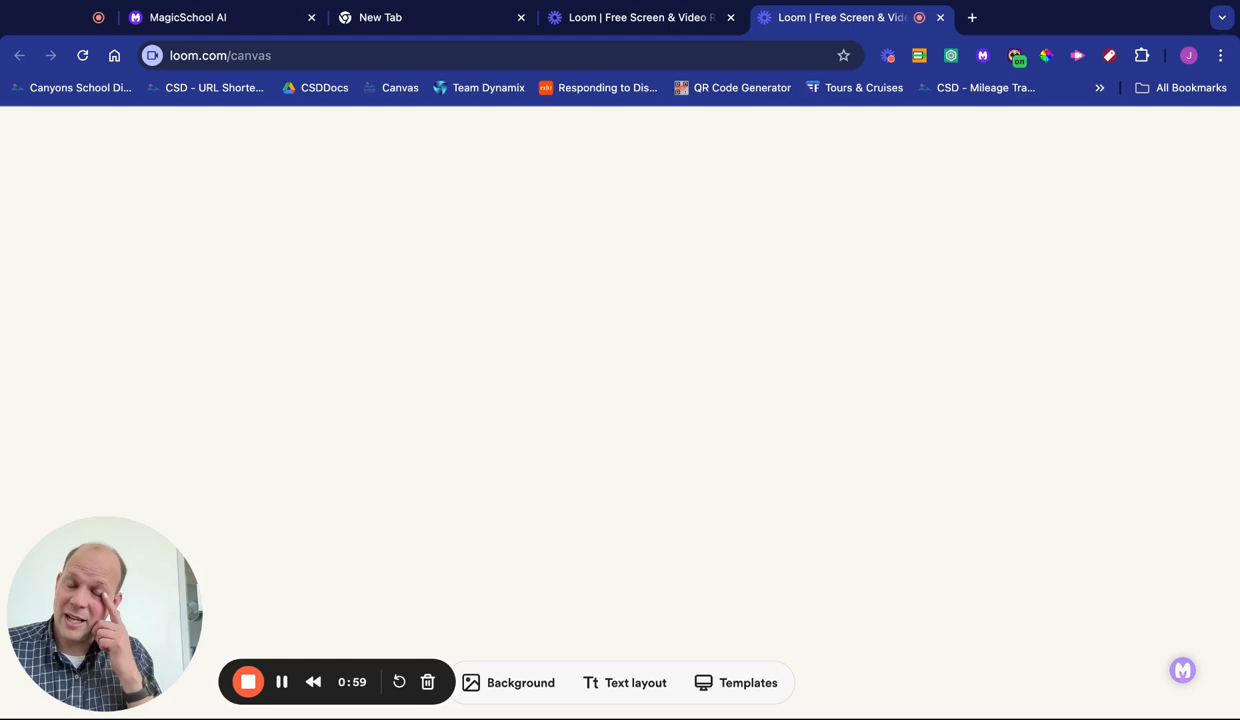 MagicSchool AI
New Tab
Loom | Free Screen & Video R
Loom | Free Screen & Vid
loom.com/canvas
on
J
Canyons School Di...
CSD - URL Shorte...
CSDDocs
Canvas
Team Dynamix
Responding to Dis...
QR Code Generator
Tours & Cruises
CSD - Mileage Tra...
All Bookmarks
0:59
Background
Tt Text layout
Templates